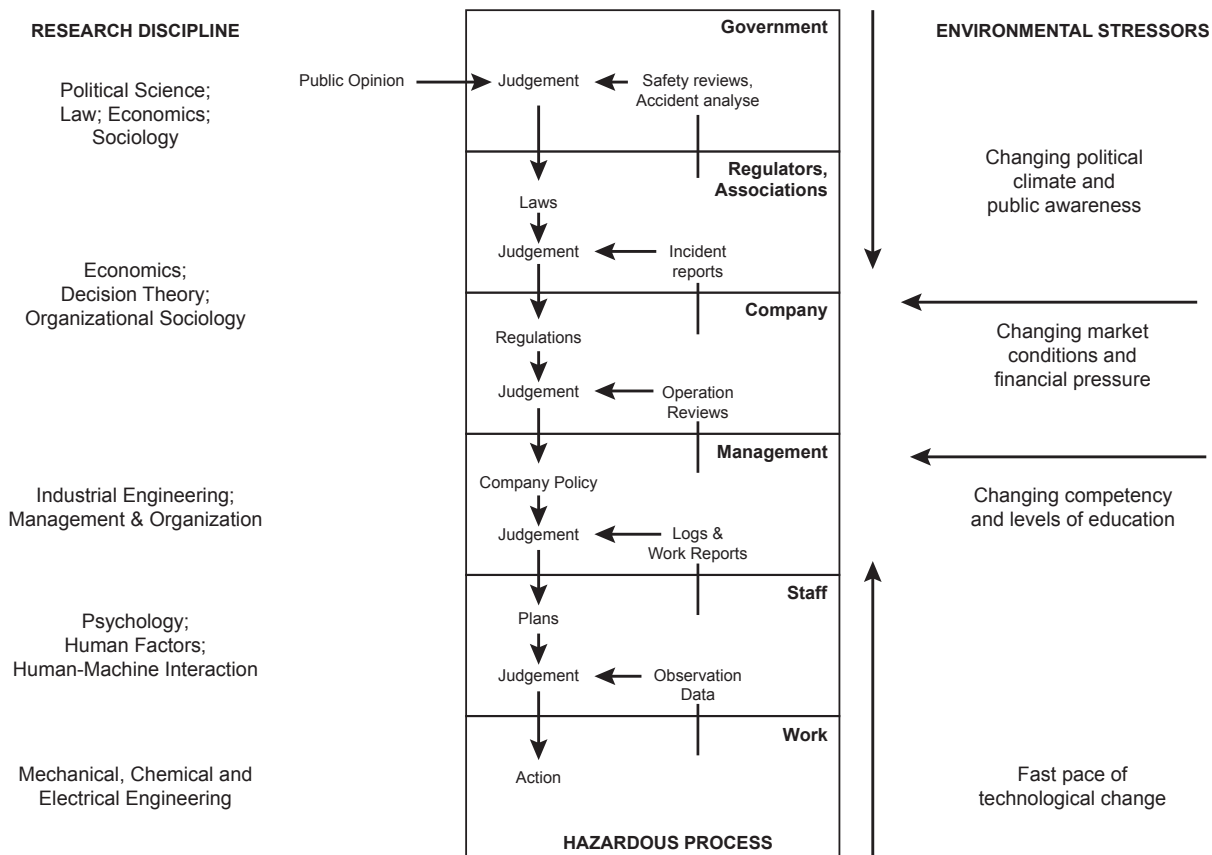 RESEARCH DISCIPLINE
Political Science;
Law; Economics;
Sociology
Economics;
Decision Theory;
Organizational Sociology
Industrial Engineering;
Management & Organization
Psychology;
Human Factors;
Human-Machine Interaction
Mechanical, Chemical and
Electrical Engineering
Public Opinion
Government
Judgement
Safety reviews,
Accident analyse
Regulators,
Associations
Laws
Judgement
Incident
reports
Company
Regulations
Judgement
Operation
Reviews
Management
Company Policy
Judgement
Logs &
Work Reports
Staff
Plans
Judgement
Observation
Data
Work
Action
HAZARDOUS PROCESS
ENVIRONMENTAL STRESSORS
Changing political
climate and
public awareness
Changing market
conditions and
financial pressure
Changing competency
and levels of education
Fast pace of
technological change